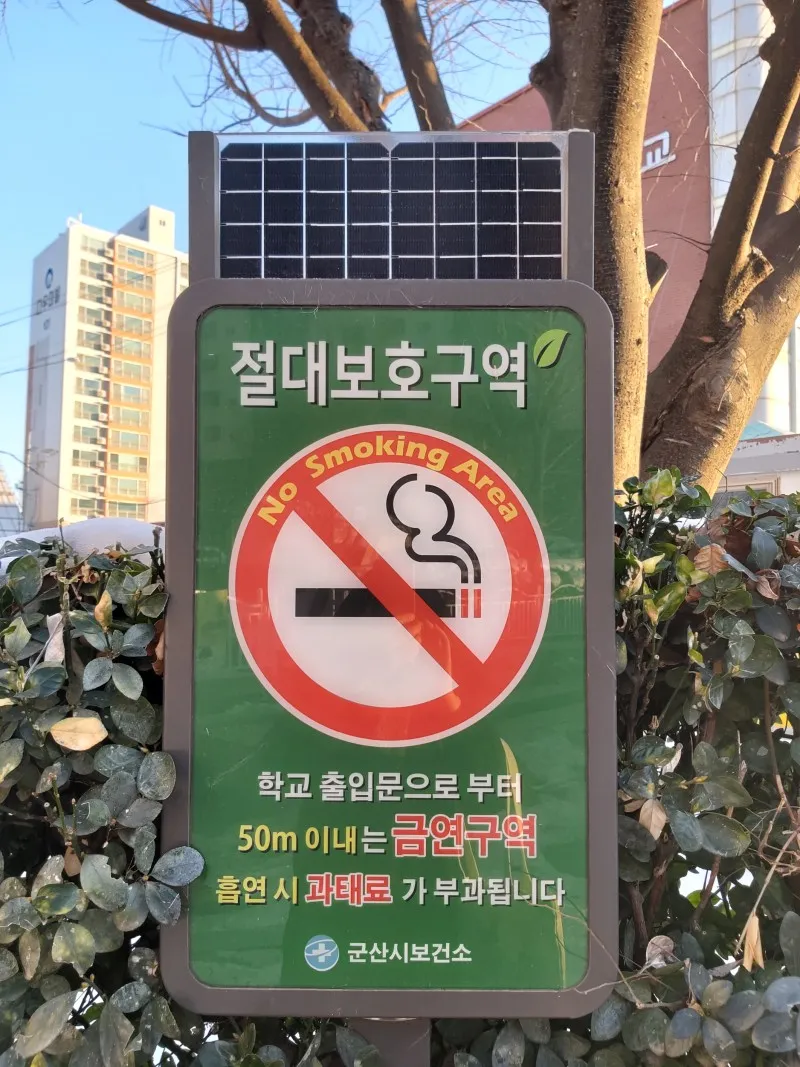 절대보호구역
No Smoking Area
학교 출입문으로 부터
50m 이내는 금연구역
흡연 시 과태료 가 부과됩니다
군산시보건소
교